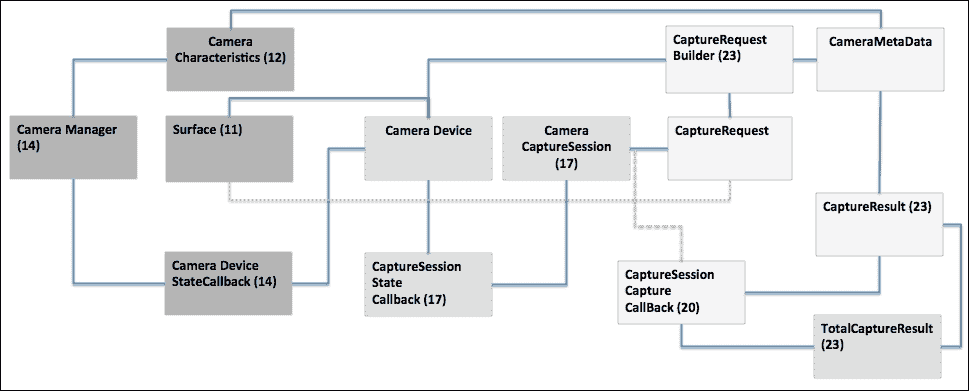 Camera
Characteristics (12)
CaptureRequest
Builder (23)
CameraMetaData
Camera Manager
(14)
Surface (11)
Camera Device
Camera
CaptureSession
(17)
CaptureRequest
CaptureResult (23)
Camera Device
StateCallback (14)
CaptureSession
State
Callback (17)
CaptureSession
Capture
CallBack (20)
TotalCaptureResult
(23)